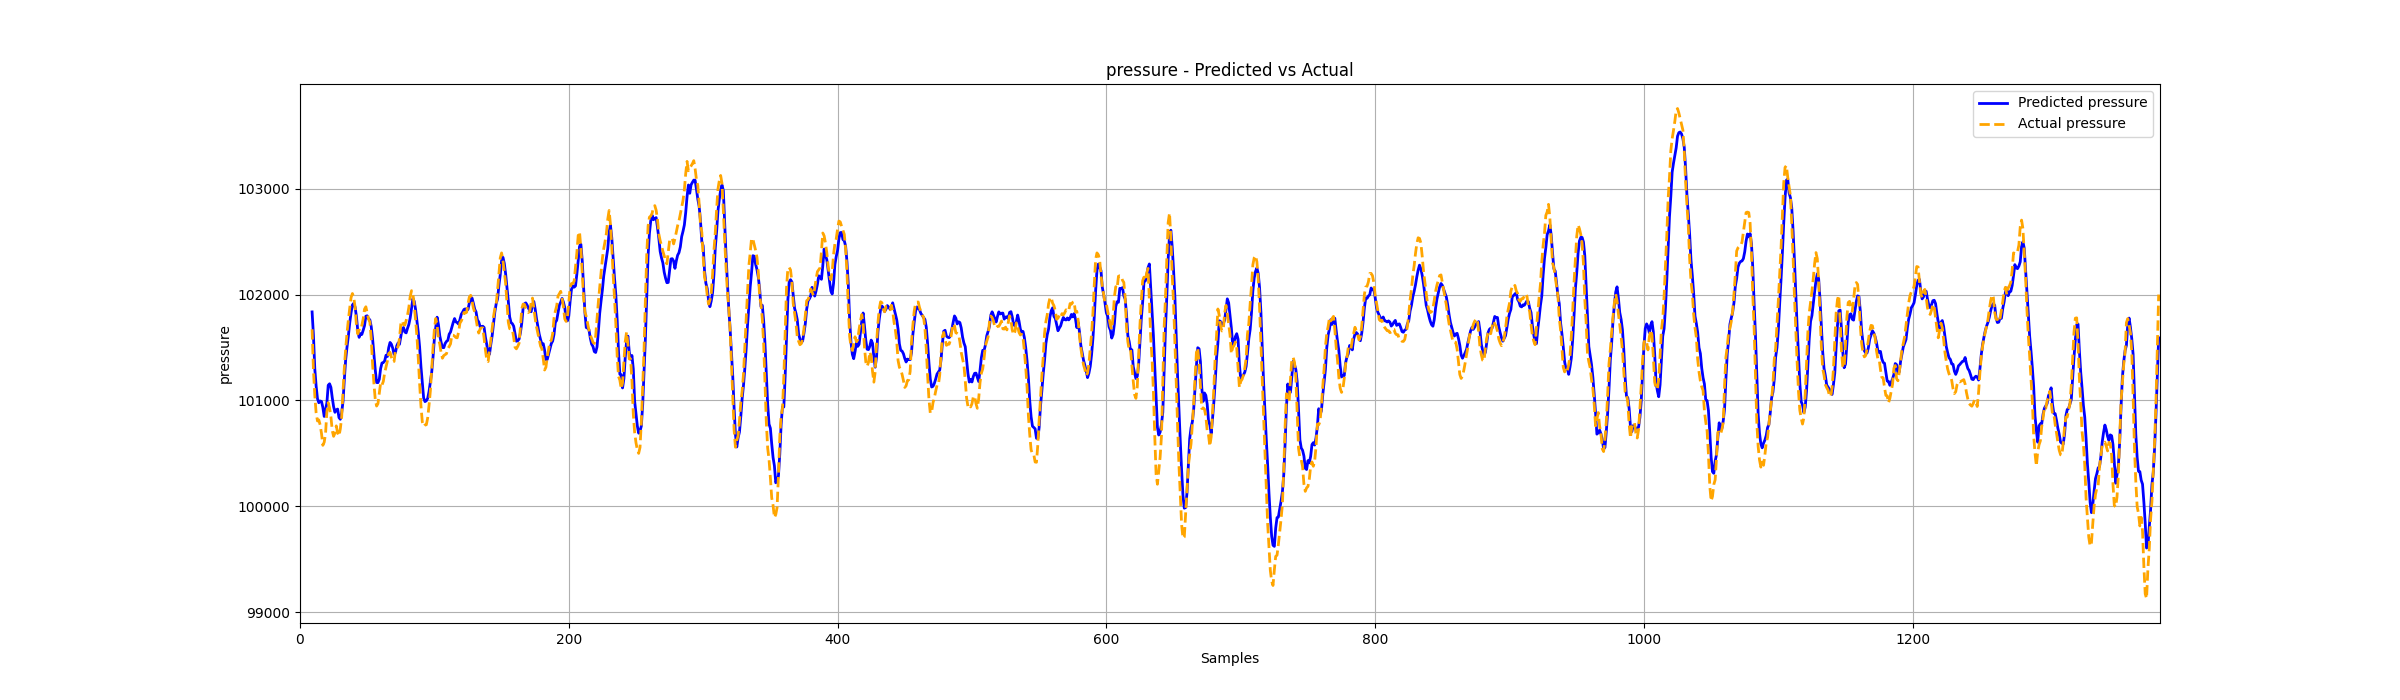 pressure - Predicted vs Actual
Predicted pressure
Actual pressure
103000
102000
101000
100000
99000
pressure
0
200
400
600
800
1000
1200
Samples